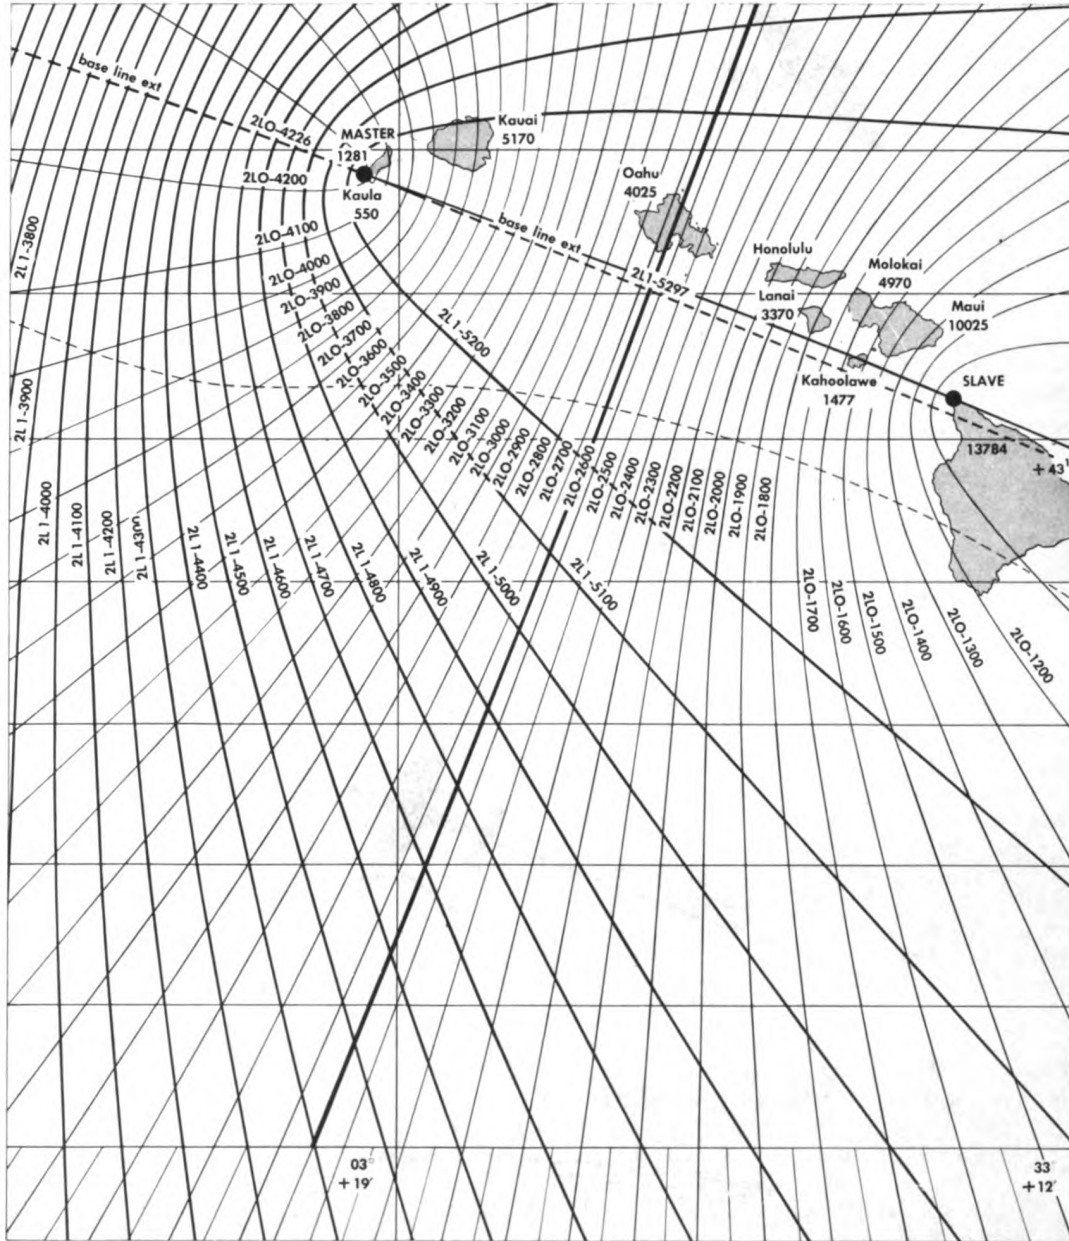 base line ext
2LO-4226
MASTER
1281
Kauai
5170
2LO-4200
Kaula
550
Oahu
4025
base line ext
2L1-5297
Honolulu
Molokai
4970
Lanai
3370
Maui
10025
Kahoolawe
1477
SLAVE
13784
+43'
2L1-3800
2L1-3900
2LO-4100
2LO-4000
2LO-3900
2LO-3800
2LO-3700
2LO-3600
2LO-3500
2LO-3400
2LO-3300
2LO-3200
2LO-3100
2LO-3000
2LO-2900
2LO-2800
2LO-2700
2LO-2600
2LO-2500
2LO-2400
2LO-2300
2LO-2200
2LO-2100
2LO-2000
2LO-1900
2LO-1800
2L1-5200
2L1-4000
2L1-4100
2L1-4200
2L1-4300
2L1-4400
2L1-4500
2L1-4600
2L1-4700
2L1-4800
2L1-4900
2L1-5000
2L1-5100
2LO-1700
2LO-1600
2LO-1500
2LO-1400
2LO-1300
2LO-1200
03°
+19'
33°
+12'